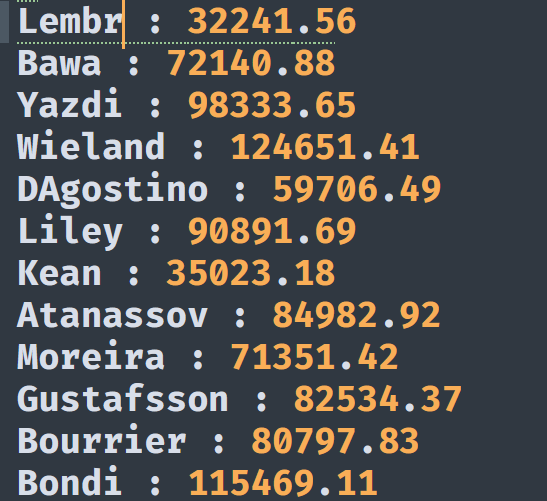 Lembr : 32241.56
Bawa : 72140.88
Yazdi : 98333.65
Wieland : 124651.41
DAgostino : 59706.49
Liley : 90891.69
Kean : 35023.18
Atanassov : 84982.92
Moreira : 71351.42
Gustafsson : 82534.37
Bourrier : 80797.83
Bondi : 115469.11